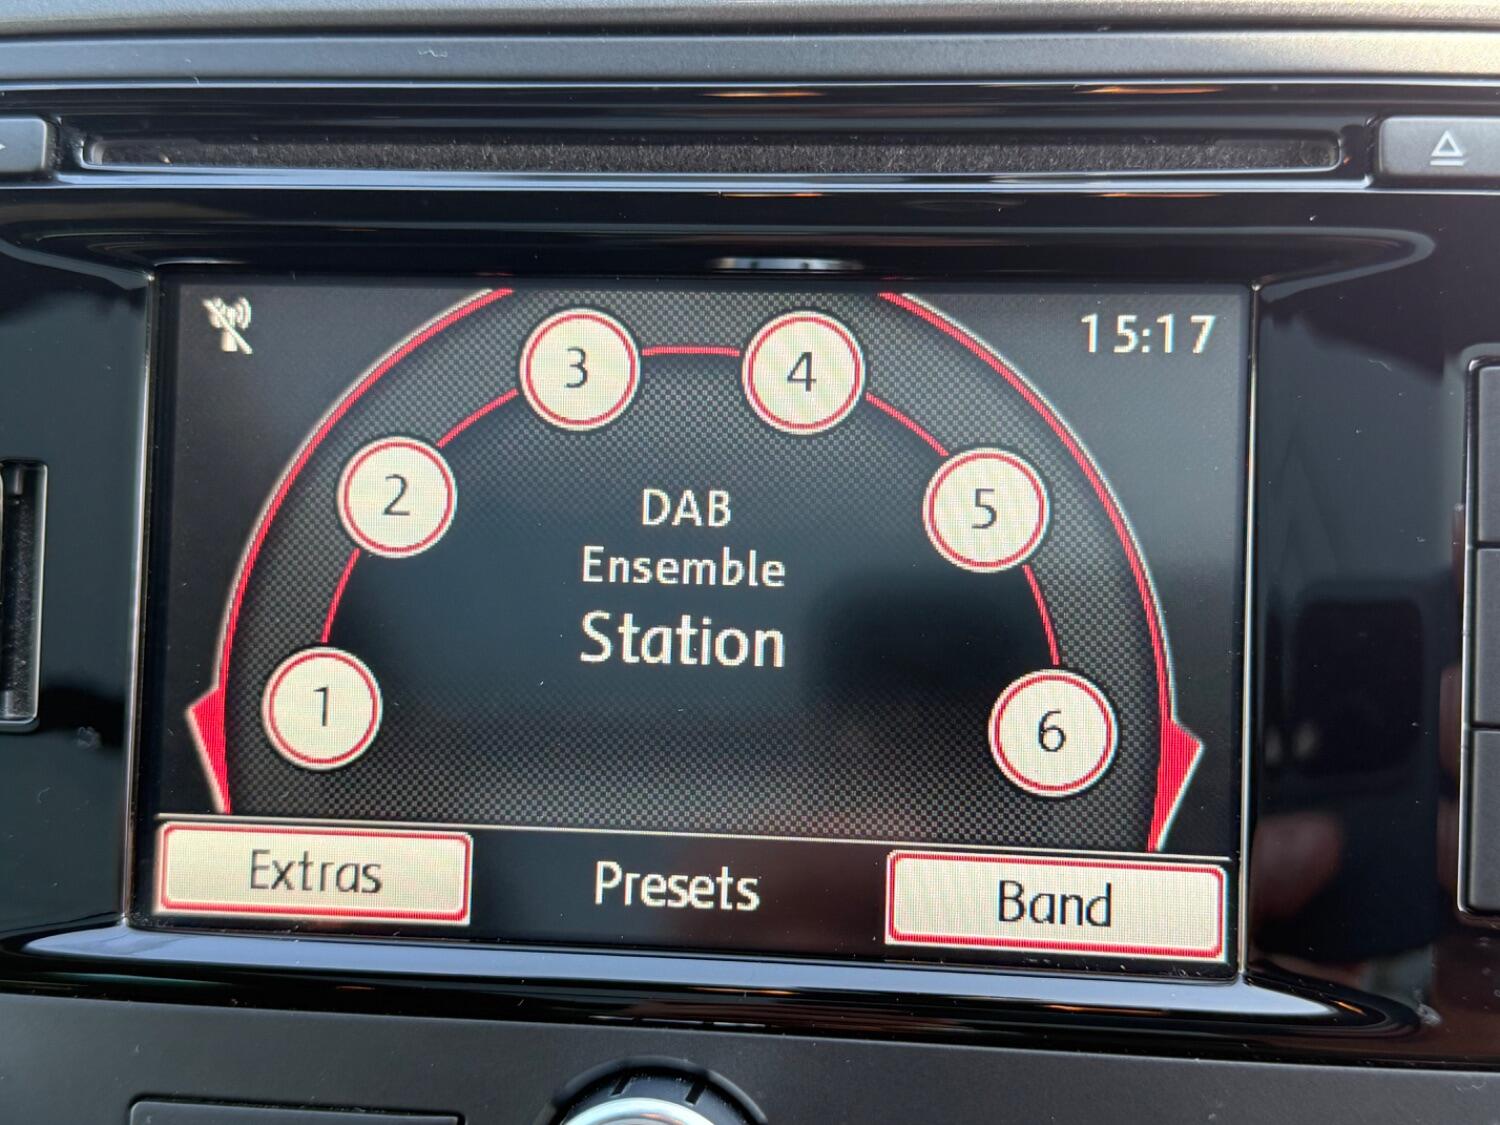 15:17
3
4
2
5
DAB
Ensemble
Station
1
6
Extras
Presets
Band